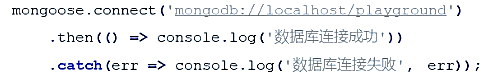 mongoose.connect('mongodb://localhost/playground')
.then(() => console.log('数据库连接成功'))
.catch(err => console.log('数据库连接失败', err));